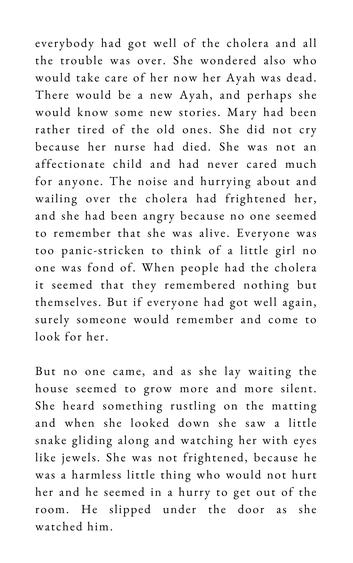 everybody had got well of the cholera and all
the trouble was over. She wondered also who
would take care of her now her Ayah was dead.
There would be a new Ayah, and perhaps she
would know some new stories. Mary had been
rather tired of the old ones. She did not cry
because her nurse had died. She was not an
affectionate child and had never cared much
for anyone. The noise and hurrying about and
wailing over the cholera had frightened her,
and she had been angry because no one seemed
to remember that she was alive. Everyone was
too panic-stricken to think of a little girl no
one was fond of. When people had the cholera
it seemed that they remembered nothing but
themselves. But if everyone had got well again,
surely someone would remember and come to
look for her.

But no one came, and as she lay waiting the
house seemed to grow more and more silent.
She heard something rustling on the matting
and when she looked down she saw a little
snake gliding along and watching her with eyes
like jewels. She was not frightened, because he
was a harmless little thing who would not hurt
her and he seemed in a hurry to get out of the
room. He slipped under the door as she
watched him.